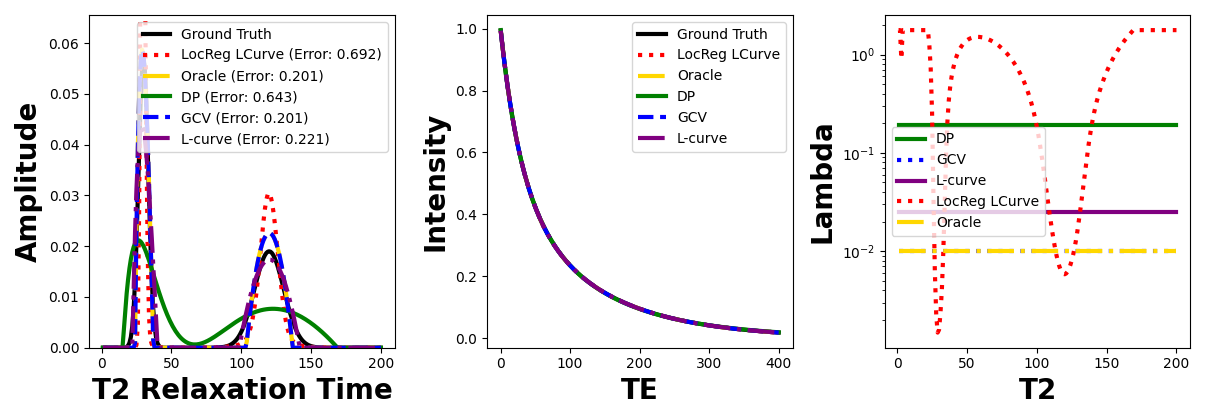 Amplitude
0.06
0.05
0.04
0.03
0.02
0.01
0.00
Ground Truth
LocReg LCurve (Error: 0.692)
Oracle (Error: 0.201)
DP (Error: 0.643)
GCV (Error: 0.201)
L-curve (Error: 0.221)
0 50 100 150 200
T2 Relaxation Time
Intensity
1.0
0.8
0.6
0.4
0.2
0.0
Ground Truth
LocReg LCurve
Oracle
DP
GCV
L-curve
0 100 200 300 400
TE
Lambda
10⁰
10⁻¹
10⁻²
DP
GCV
L-curve
LocReg LCurve
Oracle
0 50 100 150 200
T2